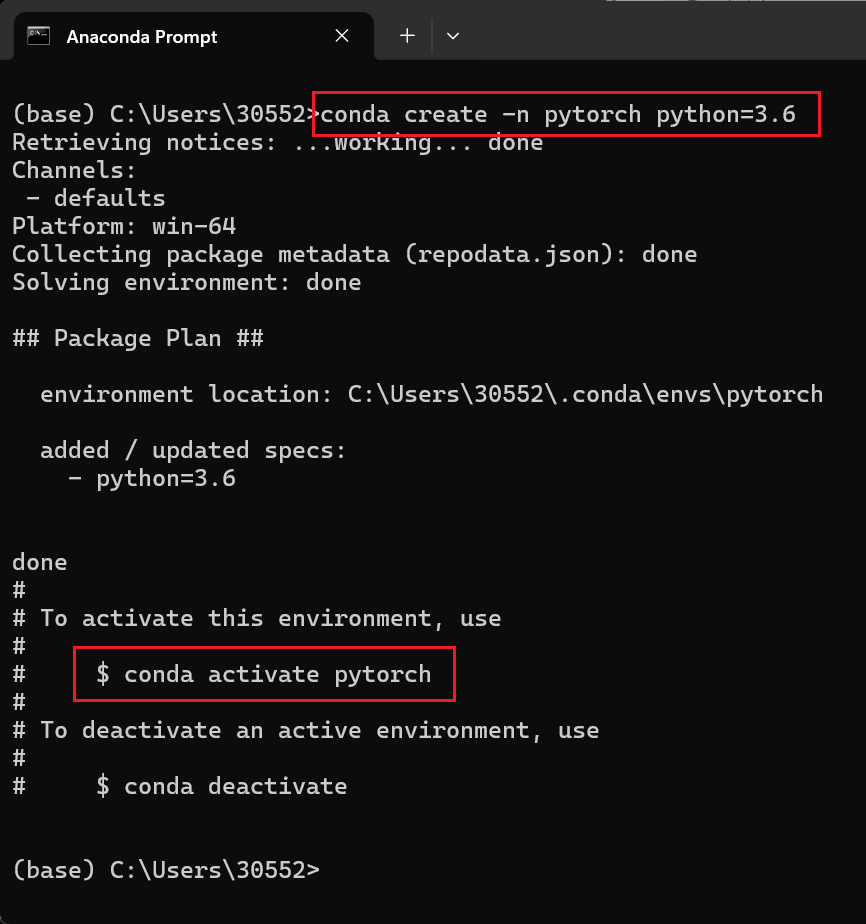 Anaconda Prompt
(base) C:\Users\30552>conda create -n pytorch python=3.6
Retrieving notices: ...working... done
Channels:
 - defaults
Platform: win-64
Collecting package metadata (repodata.json): done
Solving environment: done
## Package Plan ##
  environment location: C:\Users\30552\.conda\envs\pytorch
  added / updated specs:
    - python=3.6
done
#
# To activate this environment, use
#
#     $ conda activate pytorch
#
# To deactivate an active environment, use
#
#     $ conda deactivate
(base) C:\Users\30552>